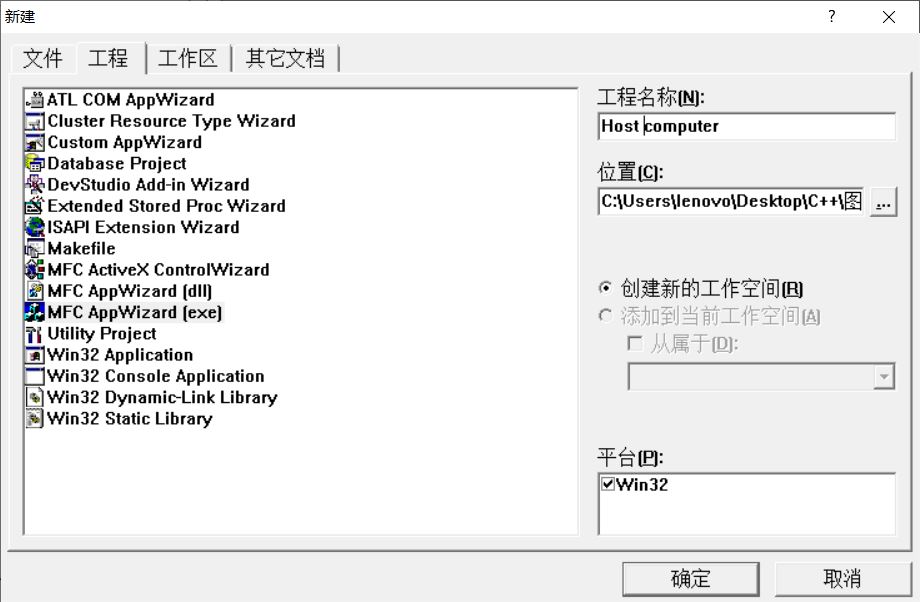 新建
?
文件 工程 工作区 其它文档
ATL COM AppWizard
Cluster Resource Type Wizard
Custom AppWizard
Database Project
DevStudio Add-in Wizard
Extended Stored Proc Wizard
ISAPI Extension Wizard
Makefile
MFC ActiveX ControlWizard
MFC AppWizard (dll)
MFC AppWizard (exe)
Utility Project
Win32 Application
Win32 Console Application
Win32 Dynamic-Link Library
Win32 Static Library
工程名称(N):
Host computer
位置(C):
C:\Users\lenovo\Desktop\C++\图
...
创建新的工作空间(R)
添加到当前工作空间(A)
从属于(D):
平台(P):
Win32
确定
取消